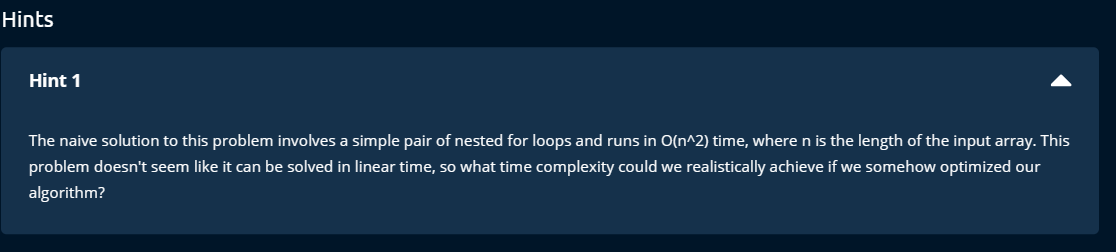 Hints
Hint 1
The naive solution to this problem involves a simple pair of nested for loops and runs in O(n^2) time, where n is the length of the input array. This
problem doesn't seem like it can be solved in linear time, so what time complexity could we realistically achieve if we somehow optimized our
algorithm?